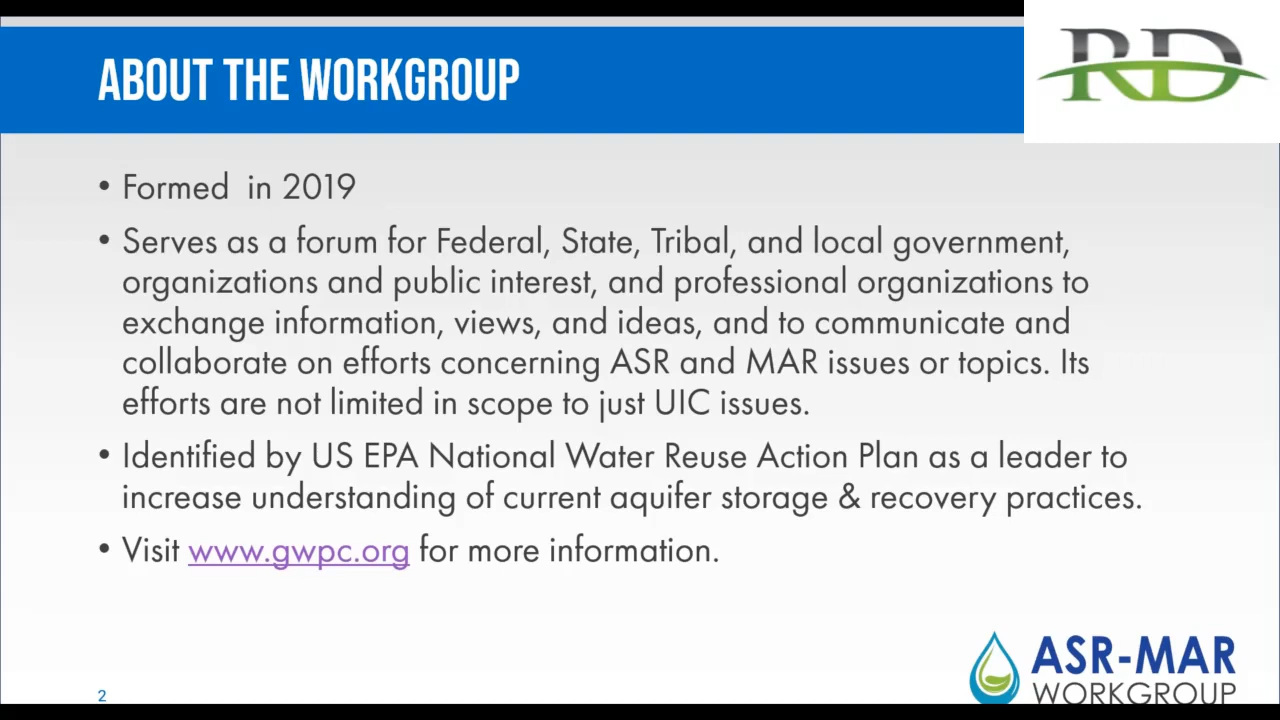 ABOUT THE WORKGROUP
RD
• Formed in 2019
• Serves as a forum for Federal, State, Tribal, and local government,
organizations and public interest, and professional organizations to
exchange information, views, and ideas, and to communicate and
collaborate on efforts concerning ASR and MAR issues or topics. Its
efforts are not limited in scope to just UIC issues.
• Identified by US EPA National Water Reuse Action Plan as a leader to
increase understanding of current aquifer storage & recovery practices.
• Visit www.gwpc.org for more information.
ASR-MAR
WORKGROUP
2